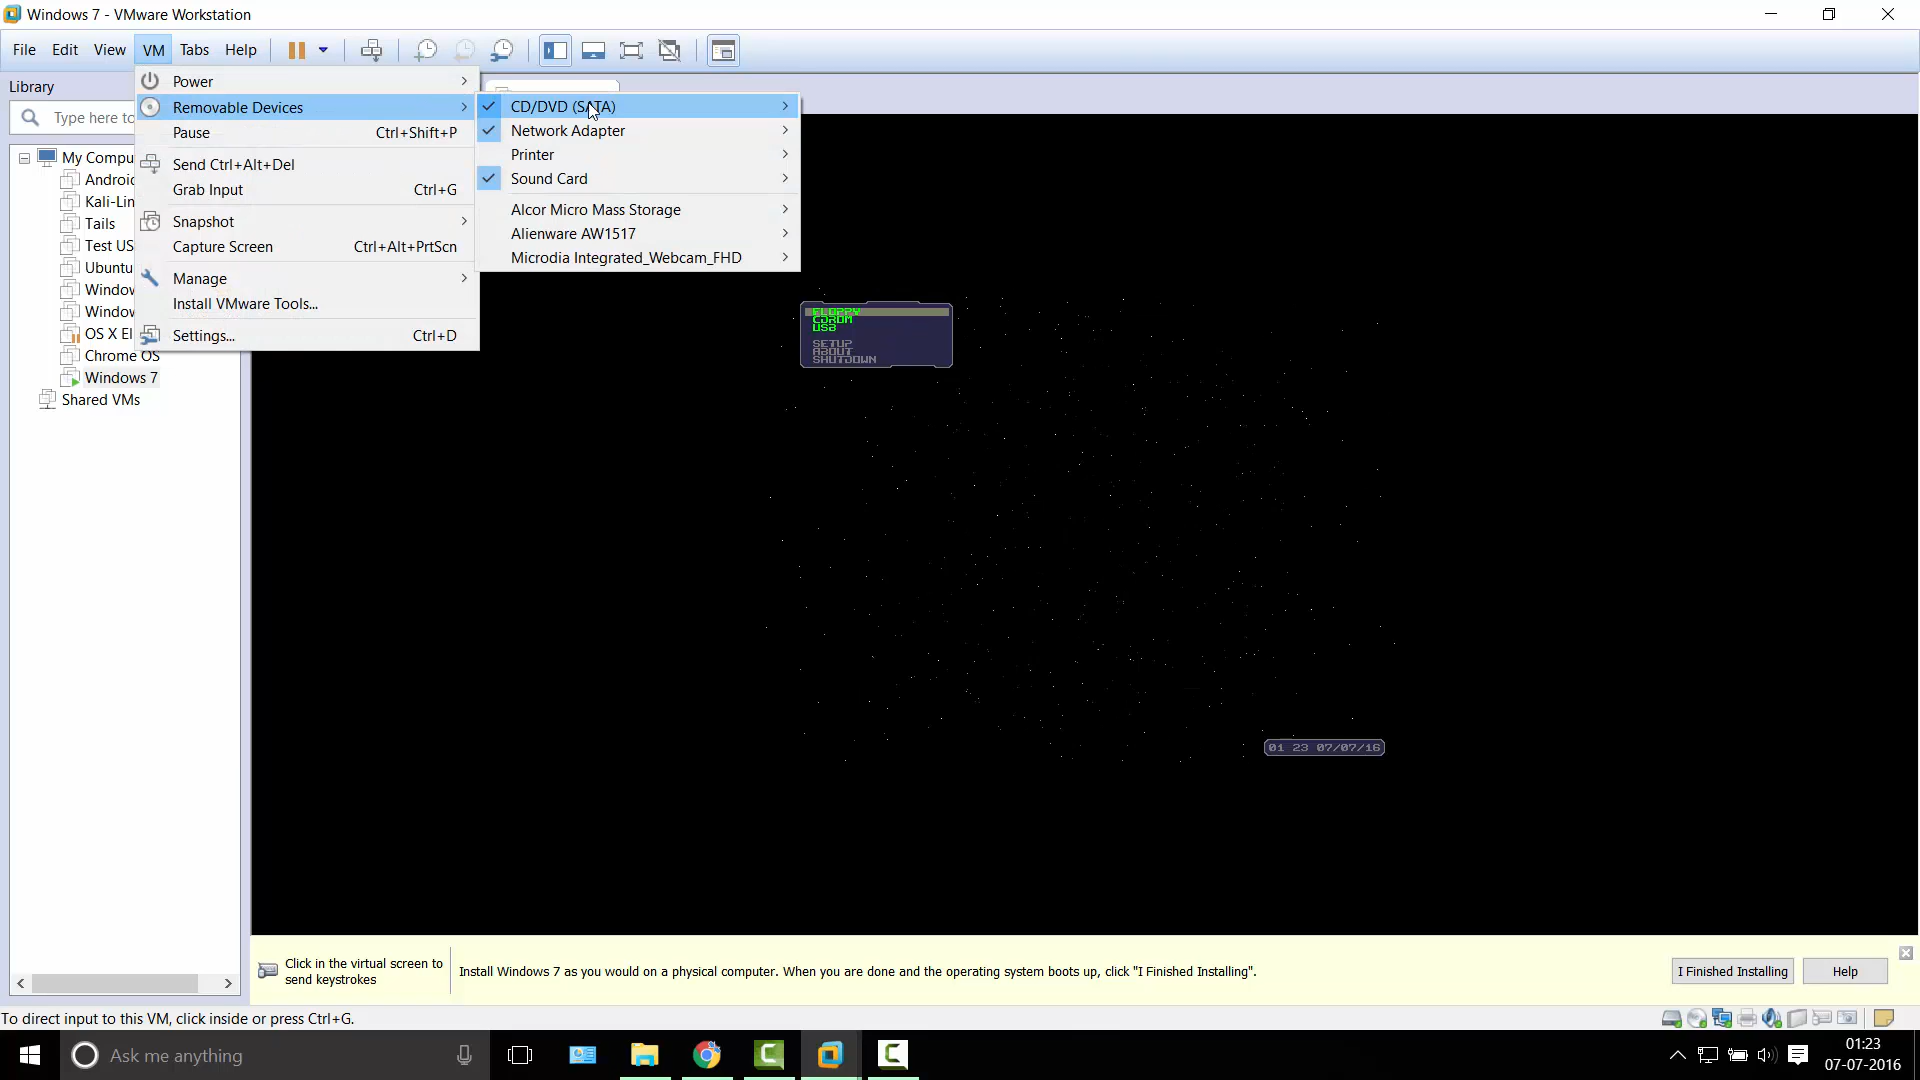 Windows 7 - VMware Workstation
File Edit View VM Tabs Help
Library
Type here to
My Compu
Androi
Kali-Lin
Tails
Test US
Ubuntu
Window
Window
OS X El
Chrome OS
Windows 7
Shared VMs
Power
Removable Devices
Pause Ctrl+Shift+P
Send Ctrl+Alt+Del
Grab Input Ctrl+G
Snapshot
Capture Screen Ctrl+Alt+PrtScn
Manage
Install VMware Tools...
Settings... Ctrl+D
CD/DVD (SATA)
Network Adapter
Printer
Sound Card
Alcor Micro Mass Storage
Alienware AW1517
Microdia Integrated_Webcam_FHD
FLOPPY
CDROM
USB
SETUP
ABOUT
SHUTDOWN
01 23 07/07/16
Click in the virtual screen to
send keystrokes
Install Windows 7 as you would on a physical computer. When you are done and the operating system boots up, click "I Finished Installing".
I Finished Installing
Help
To direct input to this VM, click inside or press Ctrl+G.
Ask me anything
01:23
07-07-2016